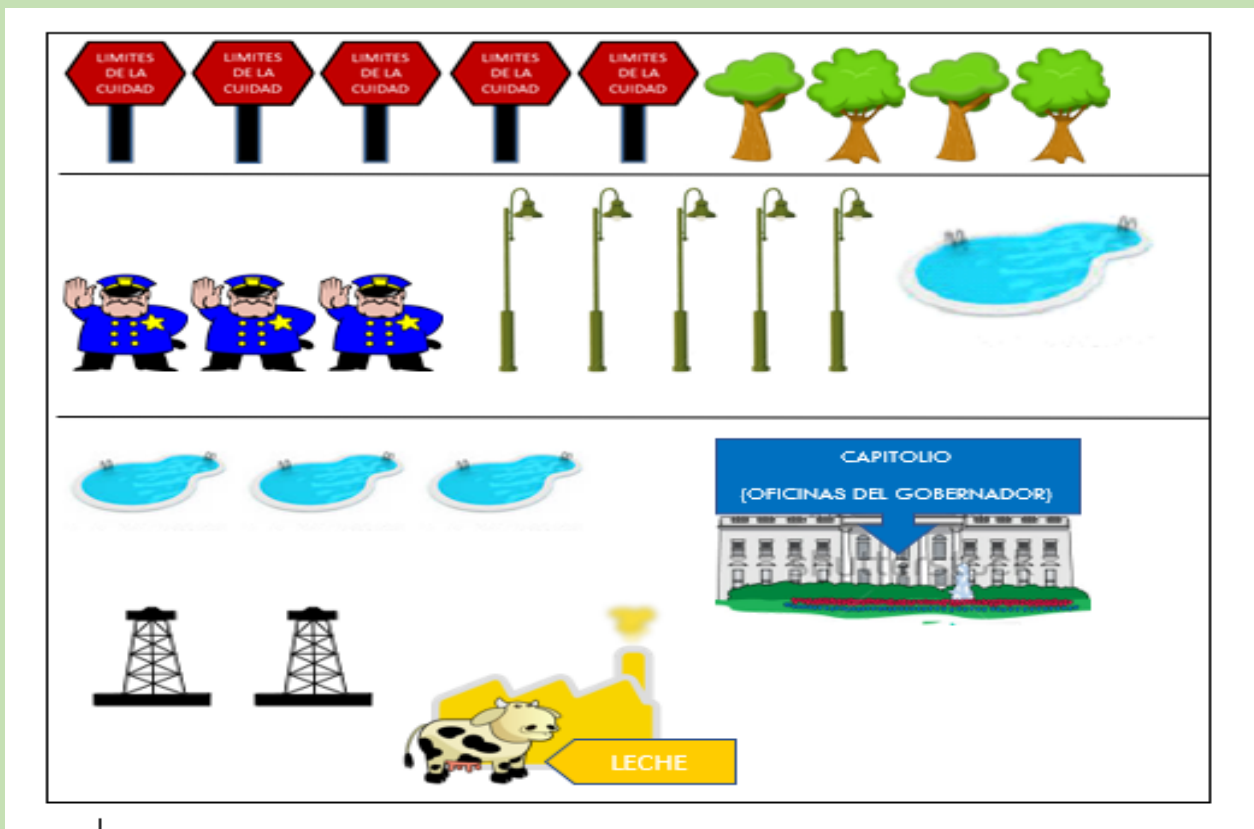 LIMITES
DE LA
CUIDAD
LIMITES
DE LA
CUIDAD
LIMITES
DE LA
CUIDAD
LIMITES
DE LA
CUIDAD
LIMITES
DE LA
CUIDAD
CAPITOLIO
(OFICINAS DEL GOBERNADOR)
LECHE